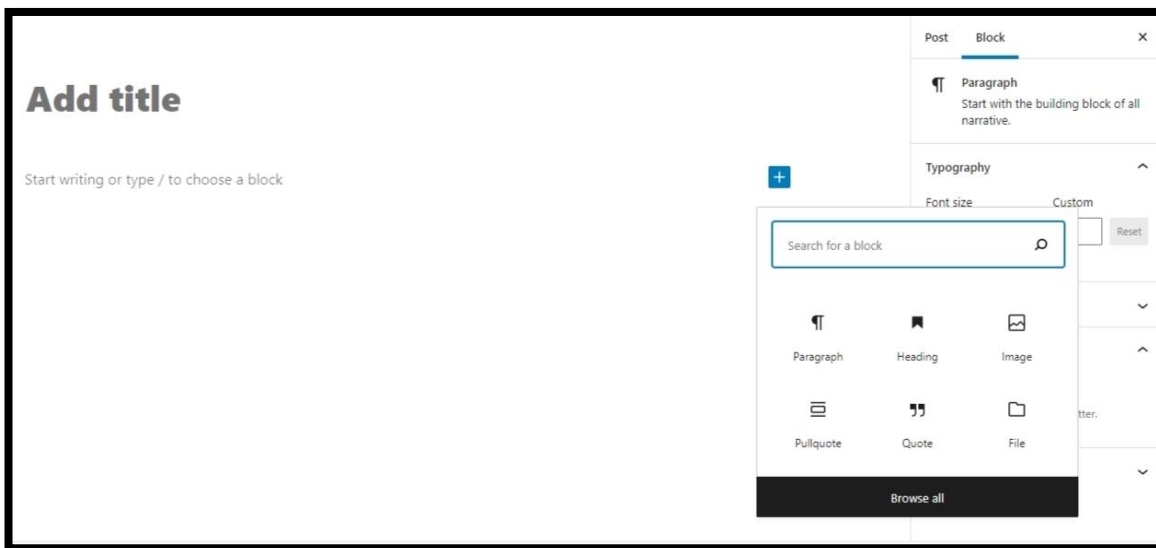 Post Block
Add title
Paragraph
Start with the building block of all
narrative.
Start writing or type / to choose a block
Typography
Font size Custom
Reset
Search for a block
Paragraph Heading Image
Pullquote Quote File
Browse all